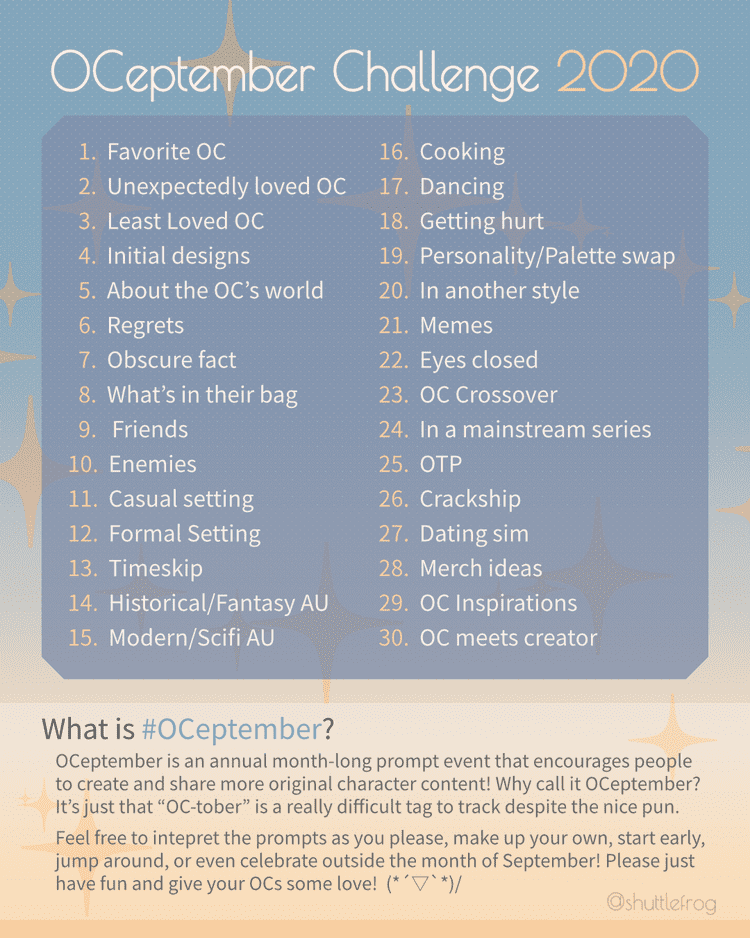 OCeptember Challenge 2020
1. Favorite OC
2. Unexpectedly loved OC
3. Least Loved OC
4. Initial designs
5. About the OC's world
6. Regrets
7. Obscure fact
8. What's in their bag
9. Friends
10. Enemies
11. Casual setting
12. Formal Setting
13. Timeskip
14. Historical/Fantasy AU
15. Modern/Scifi AU
16. Cooking
17. Dancing
18. Getting hurt
19. Personality/Palette swap
20. In another style
21. Memes
22. Eyes closed
23. OC Crossover
24. In a mainstream series
25. OTP
26. Crackship
27. Dating sim
28. Merch ideas
29. OC Inspirations
30. OC meets creator
What is #OCeptember?
OCeptember is an annual month-long prompt event that encourages people
to create and share more original character content! Why call it OCeptember?
It's just that “OC-tober” is a really difficult tag to track despite the nice pun.
Feel free to intepret the prompts as you please, make up your own, start early,
jump around, or even celebrate outside the month of September! Please just
have fun and give your OCs some love! (*´▽`*)/
@shuttlefrog